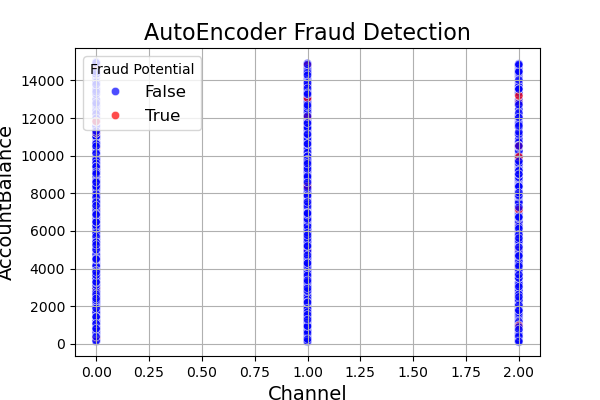 AutoEncoder Fraud Detection
Fraud Potential
False
True
AccountBalance
14000
12000
10000
8000
6000
4000
2000
0
0.00 0.25 0.50 0.75 1.00 1.25 1.50 1.75 2.00
Channel